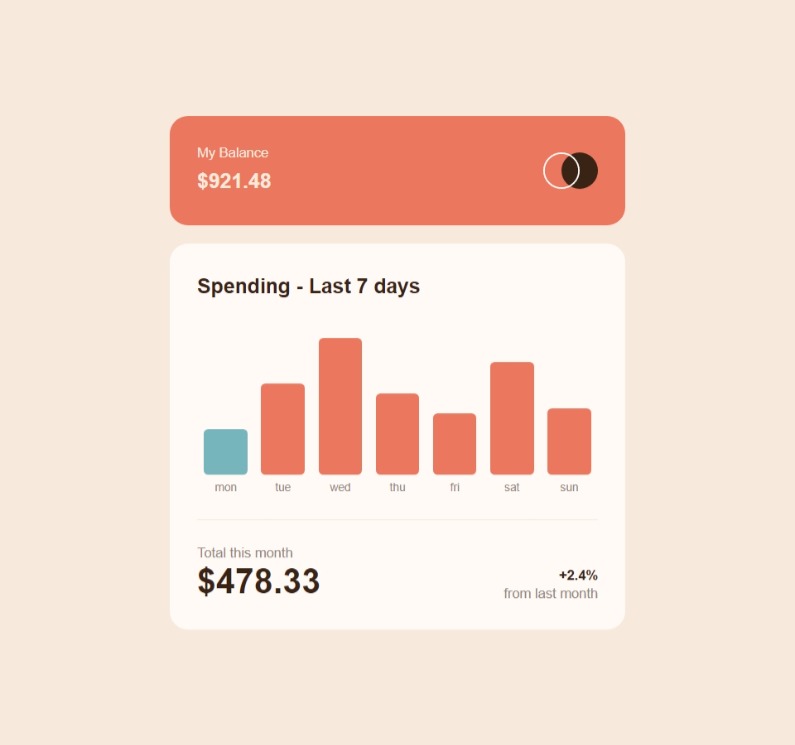 My Balance
$921.48
Spending - Last 7 days
mon tue wed thu fri sat sun
Total this month
$478.33
+2.4%
from last month